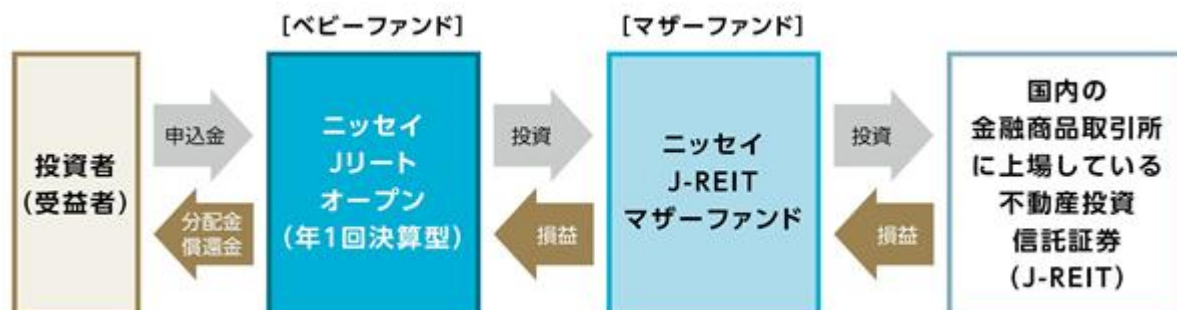 [ベビーファンド]
[マザーファンド]
投資者
(受益者)
申込金
分配金
償還金
ニッセイ
Jリート
オープン
(年1回決算型)
投資
損益
ニッセイ
J-REIT
マザーファンド
投資
損益
国内の
金融商品取引所
に上場している
不動産投資
信託証券
(J-REIT)